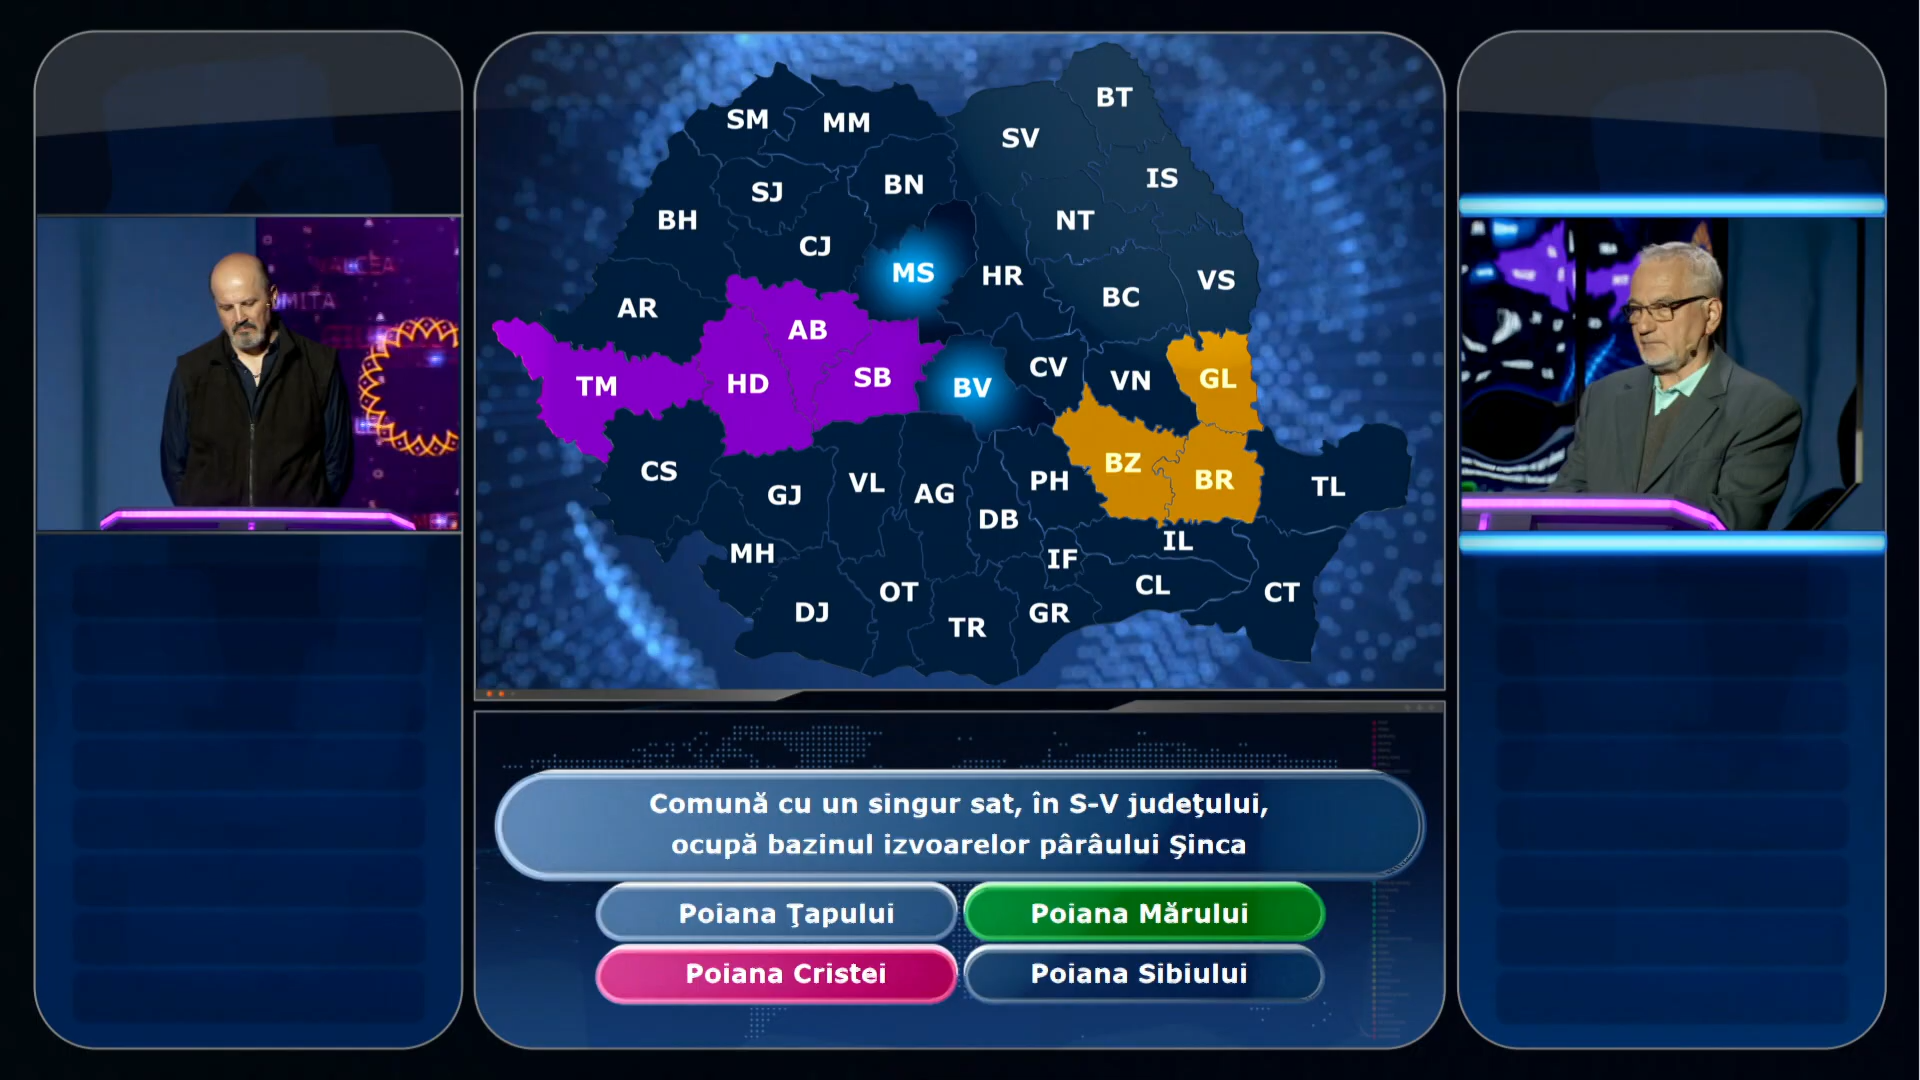 BT
SM
MM
SV
IS
BN
SJ
BH
NT
CJ
MS
HR
VS
BC
AR
AB
CV
SB
VN
GL
HD
TM
BV
BZ
CS
BR
PH
VL
TL
AG
GJ
DB
IL
MH
IF
CL
OT
CT
DJ
GR
TR
Comună cu un singur sat, în S-V judeţului,
ocupă bazinul izvoarelor pârâului Şinca
Poiana Ţapului
Poiana Mărului
Poiana Cristei
Poiana Sibiului